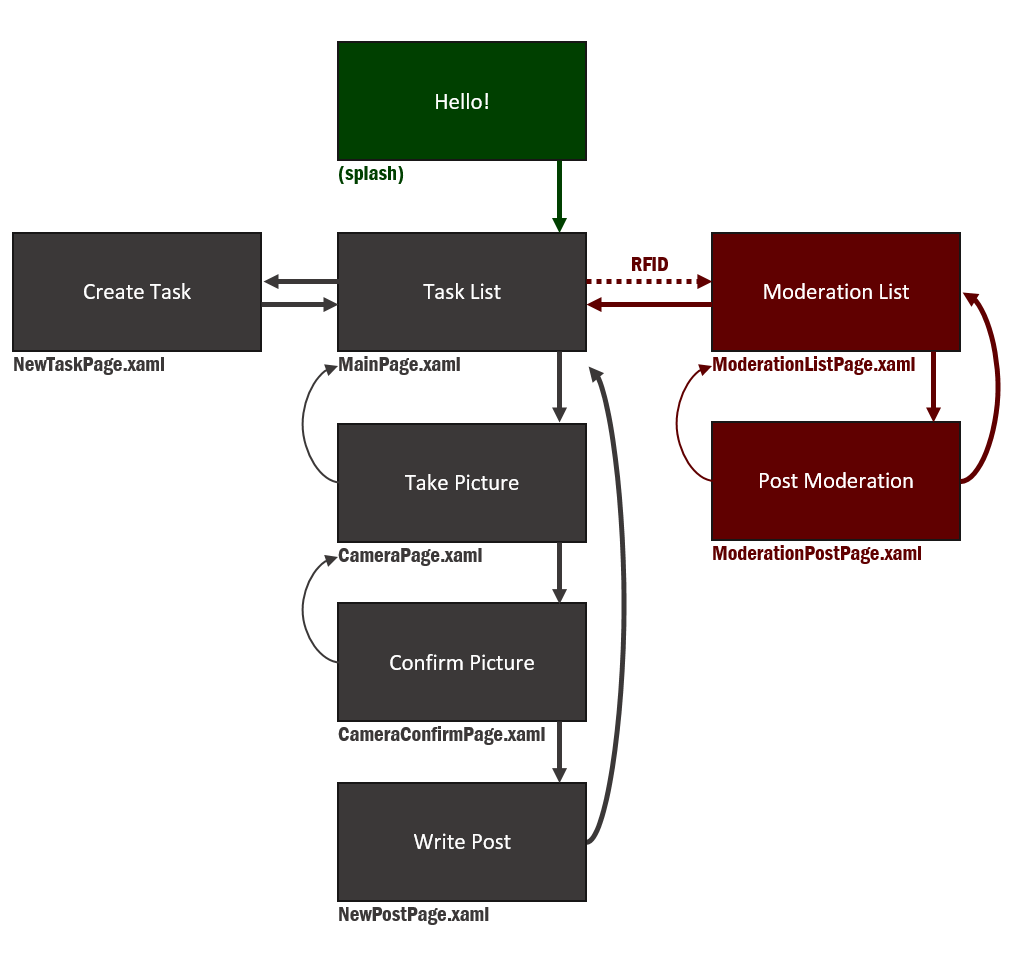 Hello!
(splash)
Create Task
NewTaskPage.xaml
Task List
MainPage.xaml
RFID
Moderation List
ModerationListPage.xaml
Take Picture
CameraPage.xaml
Post Moderation
ModerationPostPage.xaml
Confirm Picture
CameraConfirmPage.xaml
Write Post
NewPostPage.xaml